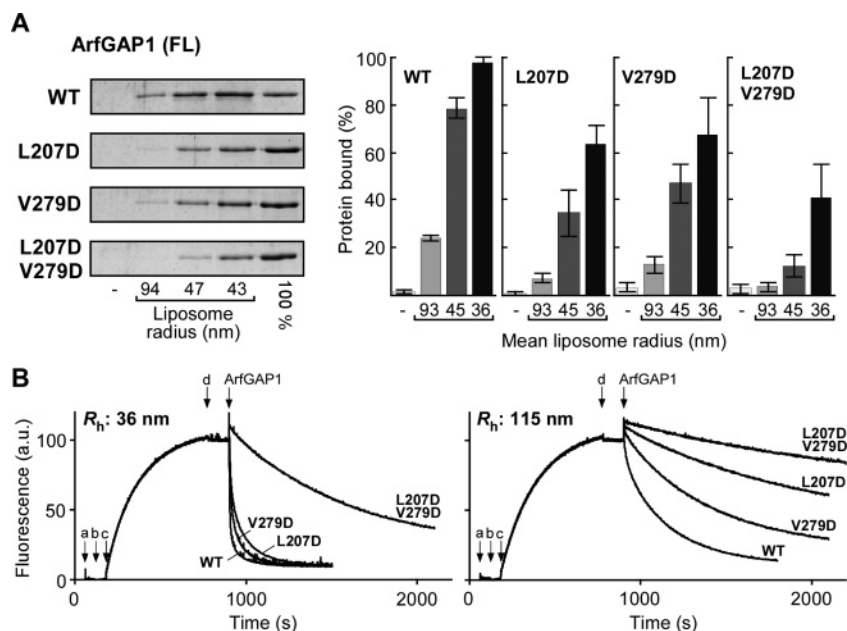 A
ArfGAP1 (FL)
WT
L207D
V279D
L207D
V279D
- 94 47 43 100 %
Liposome
radius (nm)
Protein bound (%)
100
80
60
40
20
WT
L207D
V279D
L207D
V279D
- 93 45 36 - 93 45 36 - 93 45 36 - 93 45 36
Mean liposome radius (nm)
B
Fluorescence (a.u.)
Rh: 36 nm
d ArfGAP1
100
50
0
a b c
L207D
V279D
V279D
L207D
WT
1000 2000
Time (s)
Rh: 115 nm
d ArfGAP1
a b c
L207D
V279D
L207D
V279D
WT
1000 2000
Time (s)